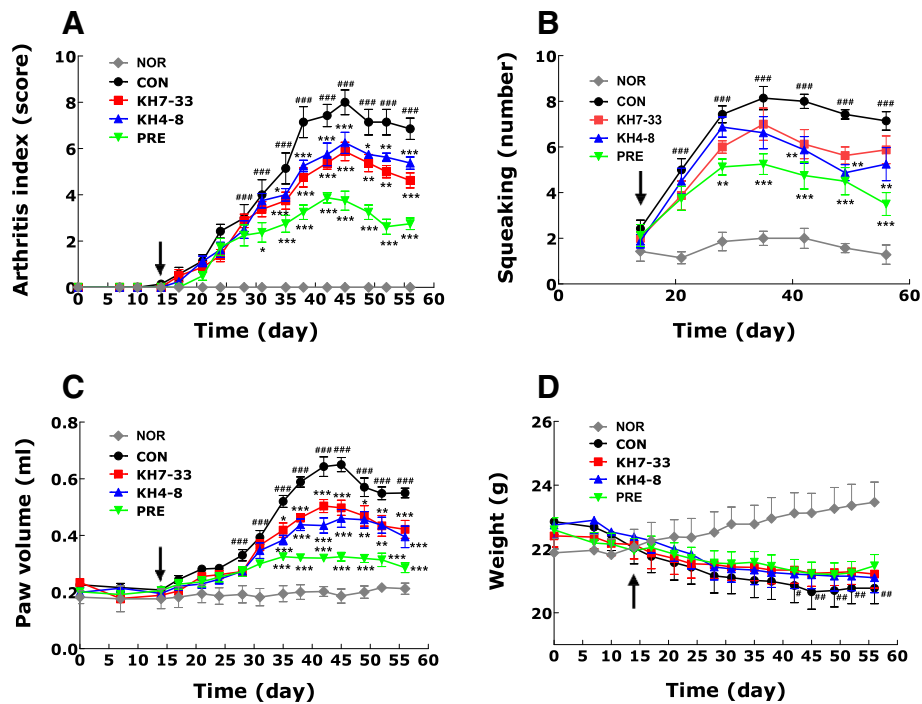 A
Arthritis index (score)
10
8
6
4
2
0
NOR
CON
KH7-33
KH4-8
PRE
### ### ### ### ### ###
*** *** *** * ** ***
*** *** *** ** ** ***
* *** *** *** *** *** *** ***
0 5 10 15 20 25 30 35 40 45 50 55 60
Time (day)
B
Squeaking (number)
10
8
6
4
2
0
NOR
CON
KH7-33
KH4-8
PRE
### ### ### ### ### ###
** ** **
** *** *** *** ***
0 20 40 60
Time (day)
C
Paw volume (ml)
0.8
0.6
0.4
0.2
0.0
NOR
CON
KH7-33
KH4-8
PRE
### ### ### ### ### ### ### ###
0 5 10 15 20 25 30 35 40 45 50 55 60
Time (day)
D
Weight (g)
26
24
22
20
NOR
CON
KH7-33
KH4-8
PRE
# ## ## ## ##
0 5 10 15 20 25 30 35 40 45 50 55 60
Time (day)